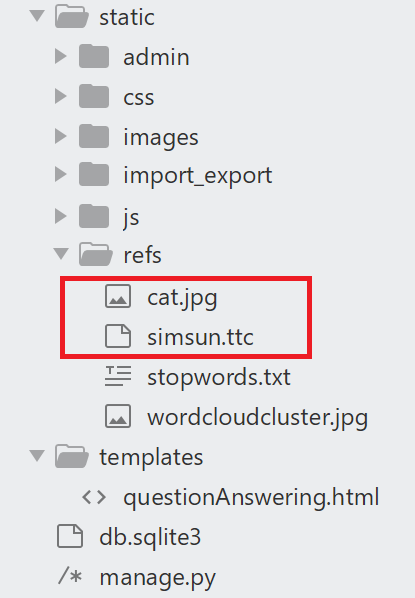 static
admin
css
images
import_export
js
refs
cat.jpg
simsun.ttc
stopwords.txt
wordcloudcluster.jpg
templates
<> questionAnswering.html
db.sqlite3
/* manage.py